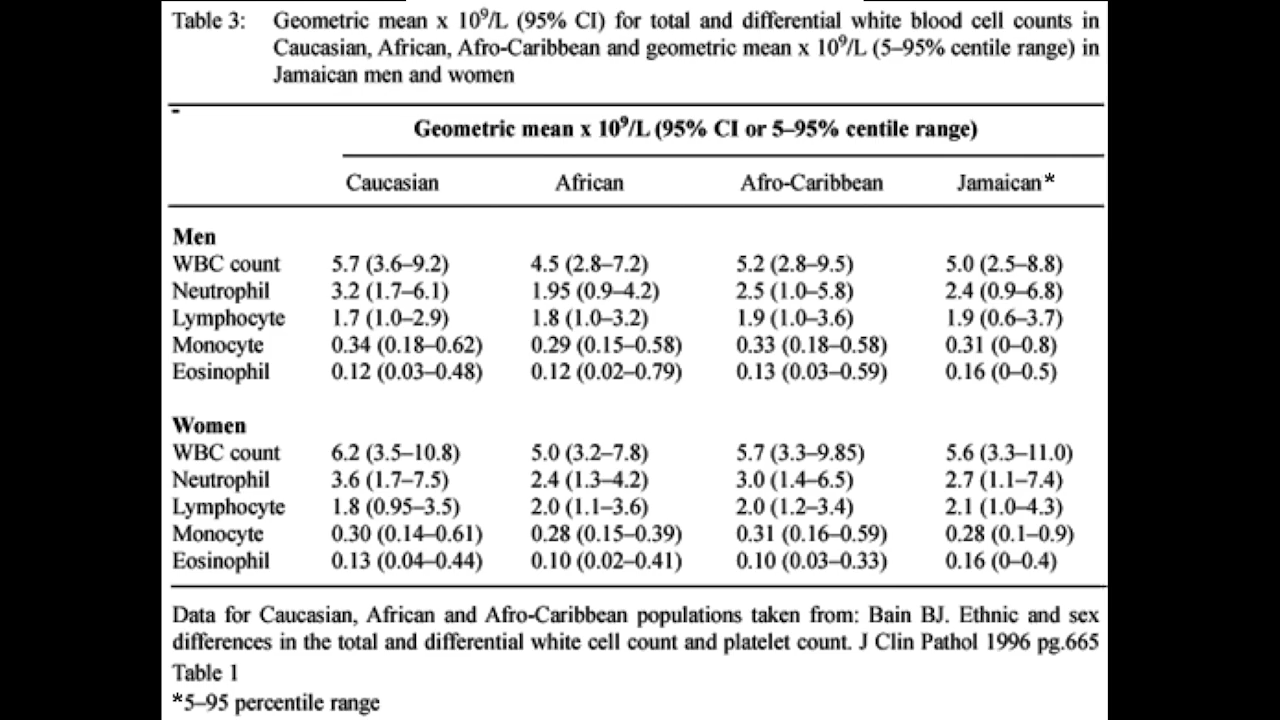 Table 3: Geometric mean x 10⁹/L (95% CI) for total and differential white blood cell counts in
Caucasian, African, Afro-Caribbean and geometric mean x 10⁹/L (5–95% centile range) in
Jamaican men and women
Geometric mean x 10⁹/L (95% CI or 5–95% centile range)
Caucasian African Afro-Caribbean Jamaican*
Men
WBC count 5.7 (3.6–9.2) 4.5 (2.8–7.2) 5.2 (2.8–9.5) 5.0 (2.5–8.8)
Neutrophil 3.2 (1.7–6.1) 1.95 (0.9–4.2) 2.5 (1.0–5.8) 2.4 (0.9–6.8)
Lymphocyte 1.7 (1.0–2.9) 1.8 (1.0–3.2) 1.9 (1.0–3.6) 1.9 (0.6–3.7)
Monocyte 0.34 (0.18–0.62) 0.29 (0.15–0.58) 0.33 (0.18–0.58) 0.31 (0–0.8)
Eosinophil 0.12 (0.03–0.48) 0.12 (0.02–0.79) 0.13 (0.03–0.59) 0.16 (0–0.5)
Women
WBC count 6.2 (3.5–10.8) 5.0 (3.2–7.8) 5.7 (3.3–9.85) 5.6 (3.3–11.0)
Neutrophil 3.6 (1.7–7.5) 2.4 (1.3–4.2) 3.0 (1.4–6.5) 2.7 (1.1–7.4)
Lymphocyte 1.8 (0.95–3.5) 2.0 (1.1–3.6) 2.0 (1.2–3.4) 2.1 (1.0–4.3)
Monocyte 0.30 (0.14–0.61) 0.28 (0.15–0.39) 0.31 (0.16–0.59) 0.28 (0.1–0.9)
Eosinophil 0.13 (0.04–0.44) 0.10 (0.02–0.41) 0.10 (0.03–0.33) 0.16 (0–0.4)
Data for Caucasian, African and Afro-Caribbean populations taken from: Bain BJ. Ethnic and sex
differences in the total and differential white cell count and platelet count. J Clin Pathol 1996 pg.665
Table 1
*5–95 percentile range